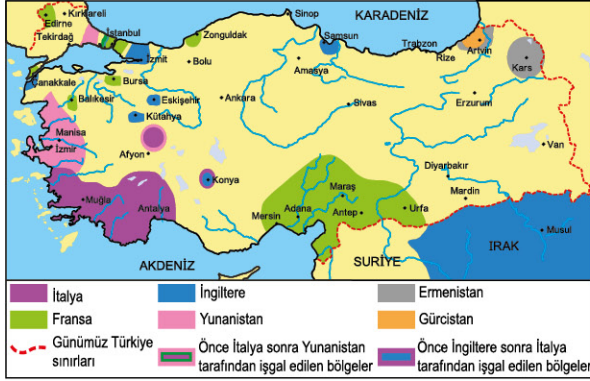 KARADENİZ
Kırklareli
Edirne
Tekirdağ
İstanbul
İzmit
Zonguldak
Bolu
Sinop
Samsun
Amasya
Trabzon
Rize
Artvin
Kars
Çanakkale
Balıkesir
Bursa
Eskişehir
Kütahya
Ankara
Sivas
Erzurum
Van
Manisa
İzmir
Afyon
Konya
Diyarbakır
Mardin
Muğla
Antalya
Mersin
Adana
Maraş
Antep
Urfa
Musul
AKDENİZ
SURİYE
IRAK
İtalya
İngiltere
Ermenistan
Fransa
Yunanistan
Gürcistan
Günümüz Türkiye
sınırları
Önce İtalya sonra Yunanistan
tarafından işgal edilen bölgeler
Önce İngiltere sonra İtalya
tarafından işgal edilen bölgeler